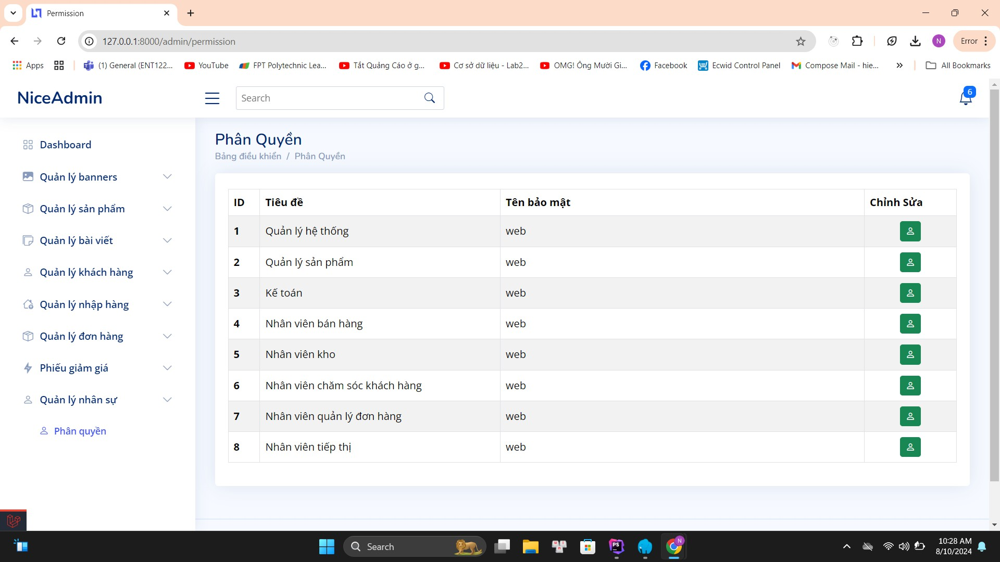 Permission
127.0.0.1:8000/admin/permission
Error
N
Apps
(1) General (ENT122...
YouTube
FPT Polytechnic Lea...
Tắt Quảng Cáo ở g...
Cơ sở dữ liệu - Lab2...
OMG! Ông Mười Gi...
Facebook
Ecwid Control Panel
Compose Mail - hie...
All Bookmarks
NiceAdmin
Search
6
Dashboard
Quản lý banners
Quản lý sản phẩm
Quản lý bài viết
Quản lý khách hàng
Quản lý nhập hàng
Quản lý đơn hàng
Phiếu giảm giá
Quản lý nhân sự
Phân quyền
Phân Quyền
Bảng điều khiển / Phân Quyền
ID Tiêu đề Tên bảo mật Chỉnh Sửa
1 Quản lý hệ thống web
2 Quản lý sản phẩm web
3 Kế toán web
4 Nhân viên bán hàng web
5 Nhân viên kho web
6 Nhân viên chăm sóc khách hàng web
7 Nhân viên quản lý đơn hàng web
8 Nhân viên tiếp thị web
Search
PS
N
10:28 AM
8/10/2024